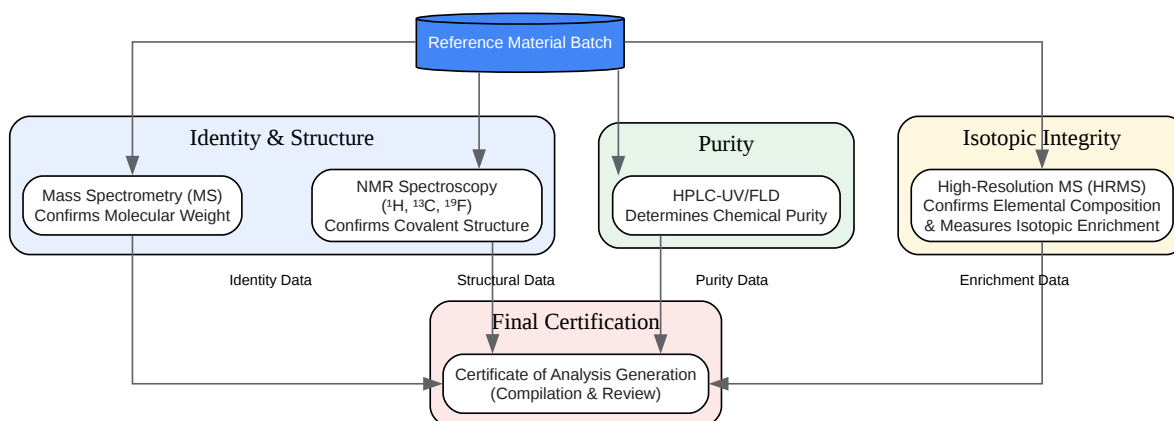 Reference Material Batch
Identity & Structure
Purity
Isotopic Integrity
Mass Spectrometry (MS)
Confirms Molecular Weight
NMR Spectroscopy
(¹H, ¹³C, ¹⁹F)
Confirms Covalent Structure
HPLC-UV/FLD
Determines Chemical Purity
High-Resolution MS (HRMS)
Confirms Elemental Composition
& Measures Isotopic Enrichment
Identity Data
Structural Data
Purity Data
Enrichment Data
Final Certification
Certificate of Analysis Generation
(Compilation & Review)